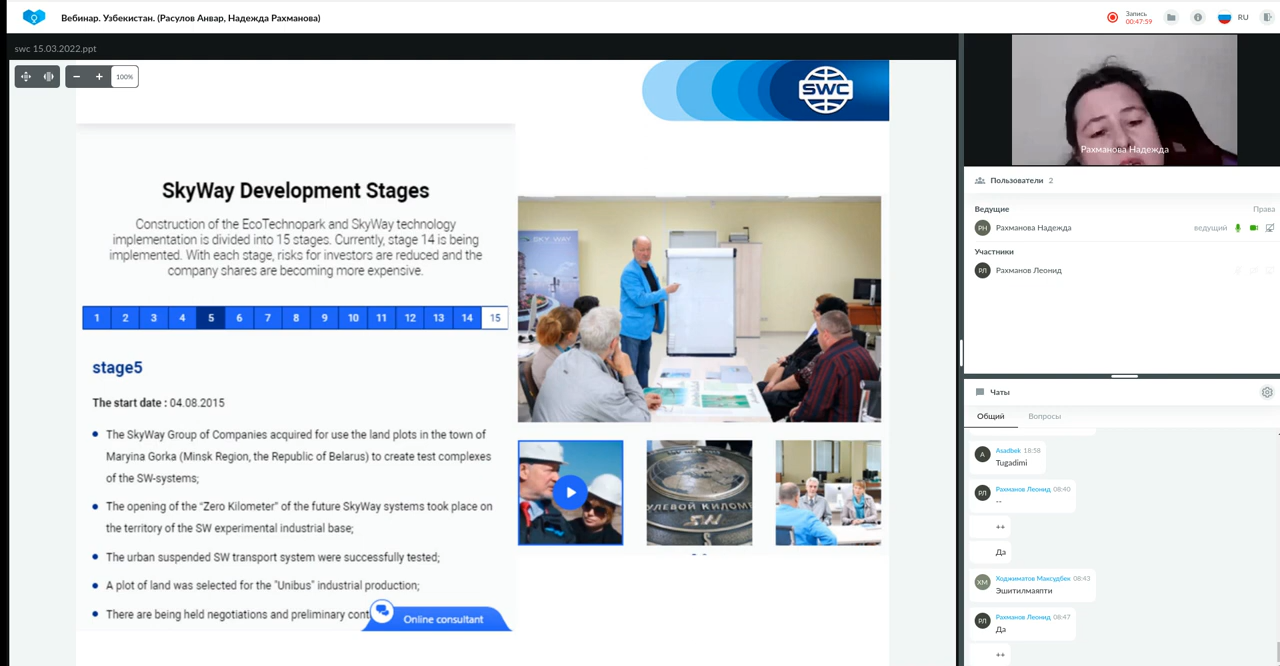 Вебинар. Узбекистан. (Расулов Анвар, Надежда Рахманова)
Запись
00:47:59
RU
swc 15.03.2022.ppt
100%
SWC
SkyWay Development Stages
Construction of the EcoTechnopark and SkyWay technology
implementation is divided into 15 stages. Currently, stage 14 is being
implemented. With each stage, risks for investors are reduced and the
company shares are becoming more expensive.
1 2 3 4 5 6 7 8 9 10 11 12 13 14 15
stage5
The start date : 04.08.2015
The SkyWay Group of Companies acquired for use the land plots in the town of
Maryina Gorka (Minsk Region, the Republic of Belarus) to create test complexes
of the SW-systems;
The opening of the “Zero Kilometer” of the future SkyWay systems took place on
the territory of the SW experimental industrial base;
The urban suspended SW transport system were successfully tested;
A plot of land was selected for the "Unibus" industrial production;
There are being held negotiations and preliminary cont
Online consultant
SKY WAY
УЛЕВОЙ КИЛОМЕ
SW
Рахманова Надежда
Пользователи 2
Ведущие Права
РН Рахманова Надежда ведущий
Участники
РЛ Рахманов Леонид
Чаты
Общий Вопросы
A Asadbek 18:58
Tugadimi
РЛ Рахманов Леонид 08:40
--
++
Да
ХМ Ходжиматов Максудбек 08:43
Эшитилмаяпти
РЛ Рахманов Леонид 08:47
Да
++